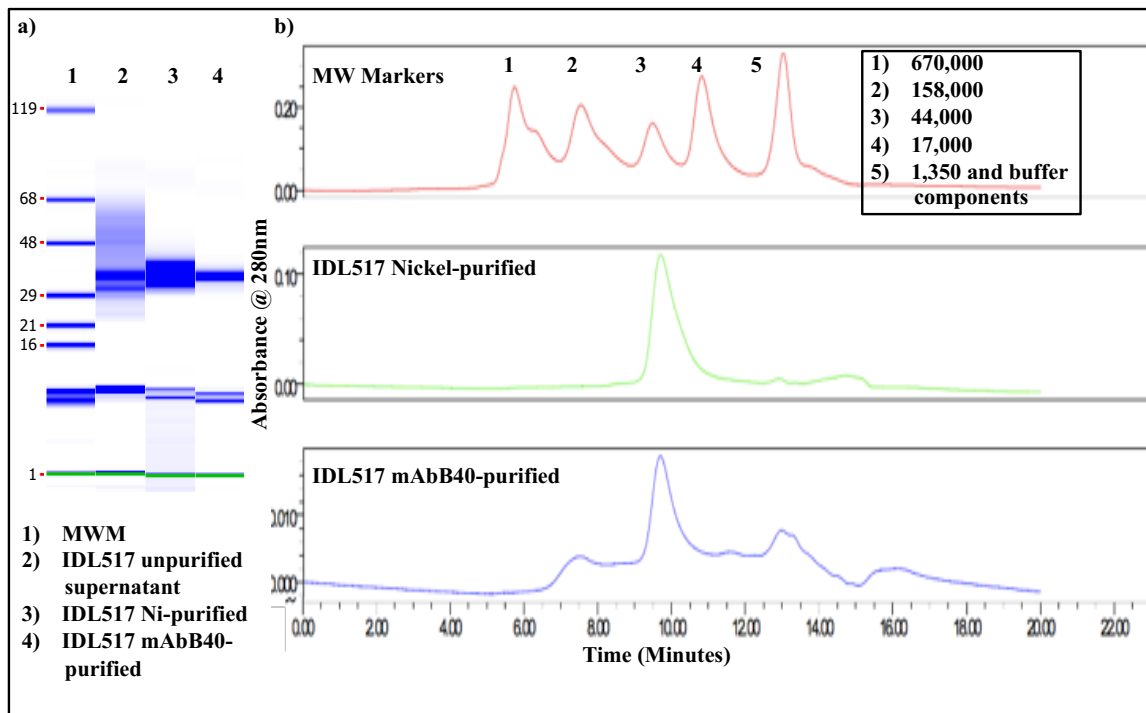 a)
1 2 3 4
119
68
48
29
21
16
1
1) MWM
2) IDL517 unpurified
supernatant
3) IDL517 Ni-purified
4) IDL517 mAbB40-
purified
b)
MW Markers
1 2 3 4 5
1) 670,000
2) 158,000
3) 44,000
4) 17,000
5) 1,350 and buffer
components
0.20
0.00
Absorbance @ 280nm
IDL517 Nickel-purified
0.10
0.00
IDL517 mAbB40-purified
0.010
0.000
~
0.00 2.00 4.00 6.00 8.00 10.00 12.00 14.00 16.00 18.00 20.00 22.00
Time (Minutes)